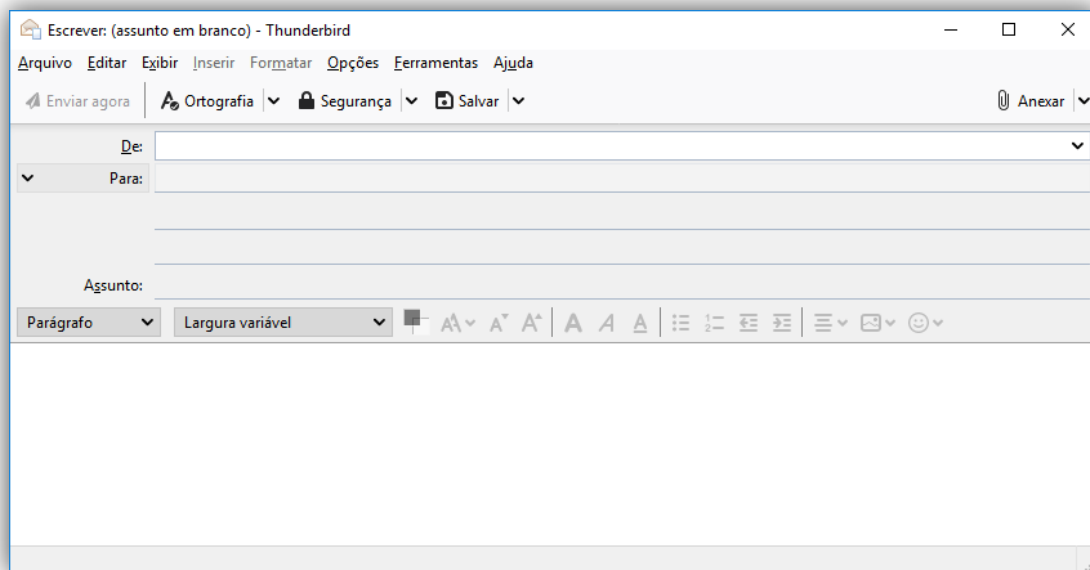 Escrever: (assunto em branco) - Thunderbird
Arquivo Editar Exibir Inserir Formatar Opções Ferramentas Ajuda
Enviar agora Ortografia Segurança Salvar Anexar
De:
Para:
Assunto:
Parágrafo Largura variável